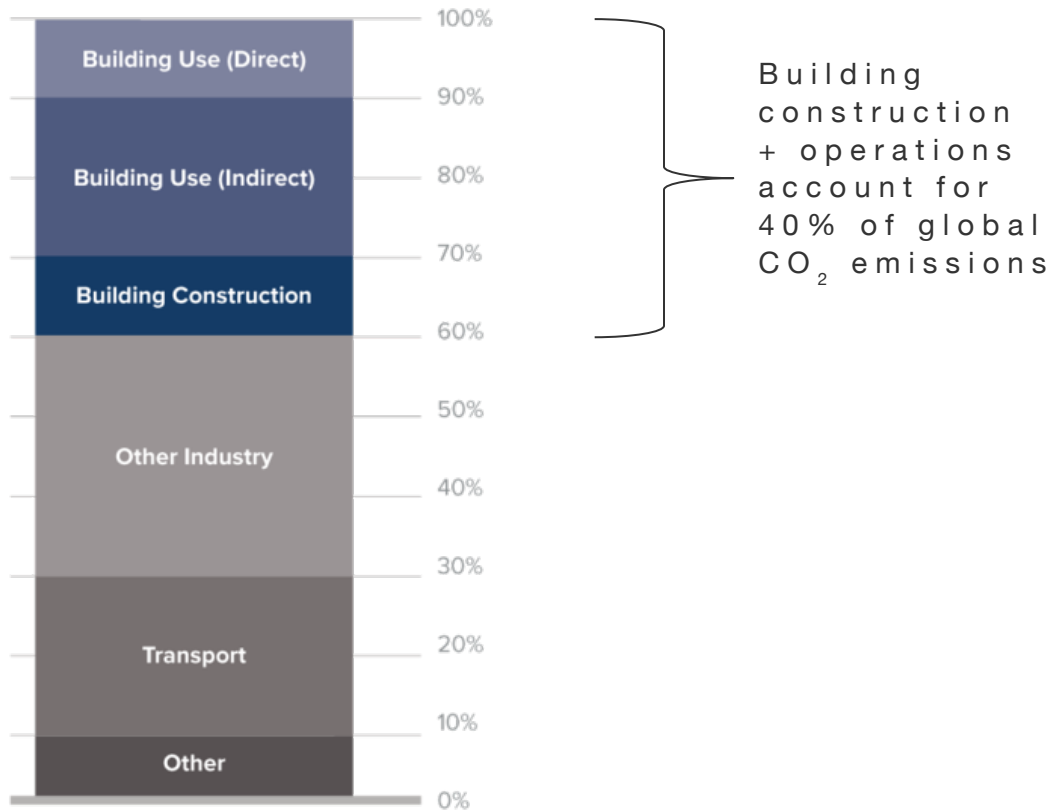 100%
Building Use (Direct)
90%
Building Use (Indirect)
80%
70%
Building Construction
60%
50%
Other Industry
40%
30%
Transport
20%
10%
Other
0%
Building
construction
+ operations
account for
40% of global
CO₂ emissions